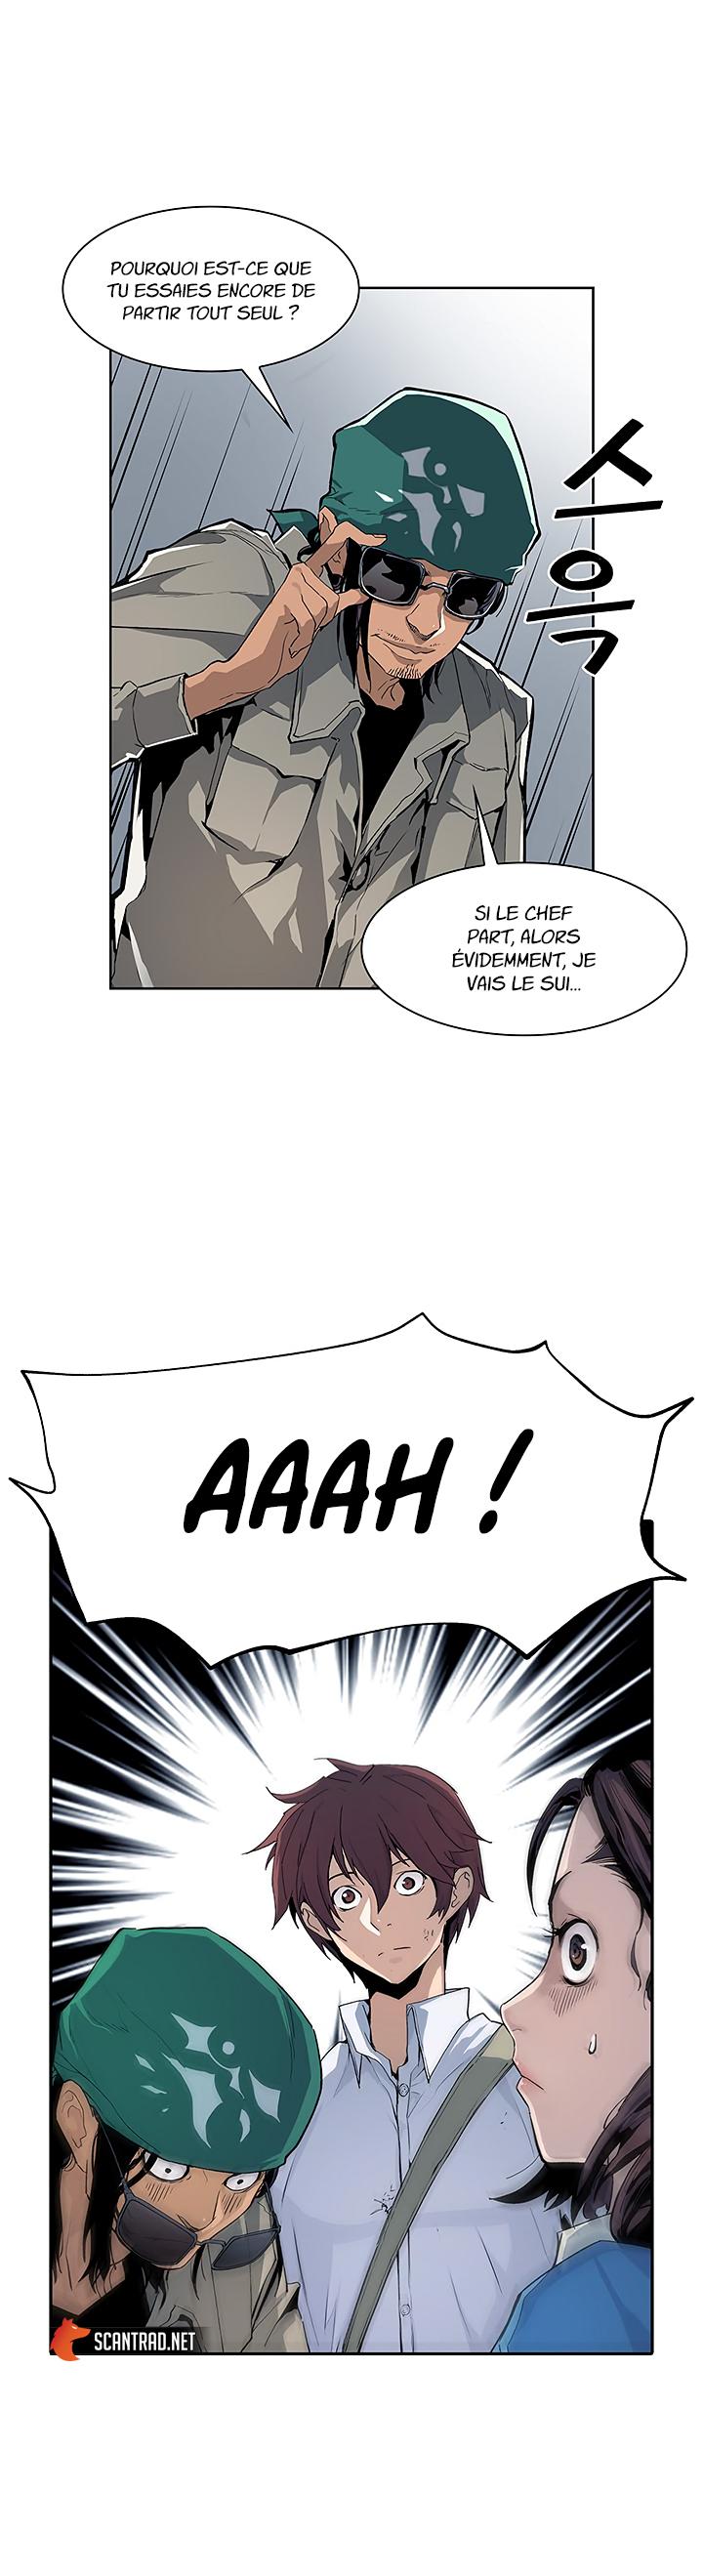 POURQUOI EST-CE QUE
TU ESSAIES ENCORE DE
PARTIR TOUT SEUL ?
스윽
SI LE CHEF
PART, ALORS
ÉVIDEMMENT, JE
VAIS LE SUI...
AAAH !
SCANTRAD.NET